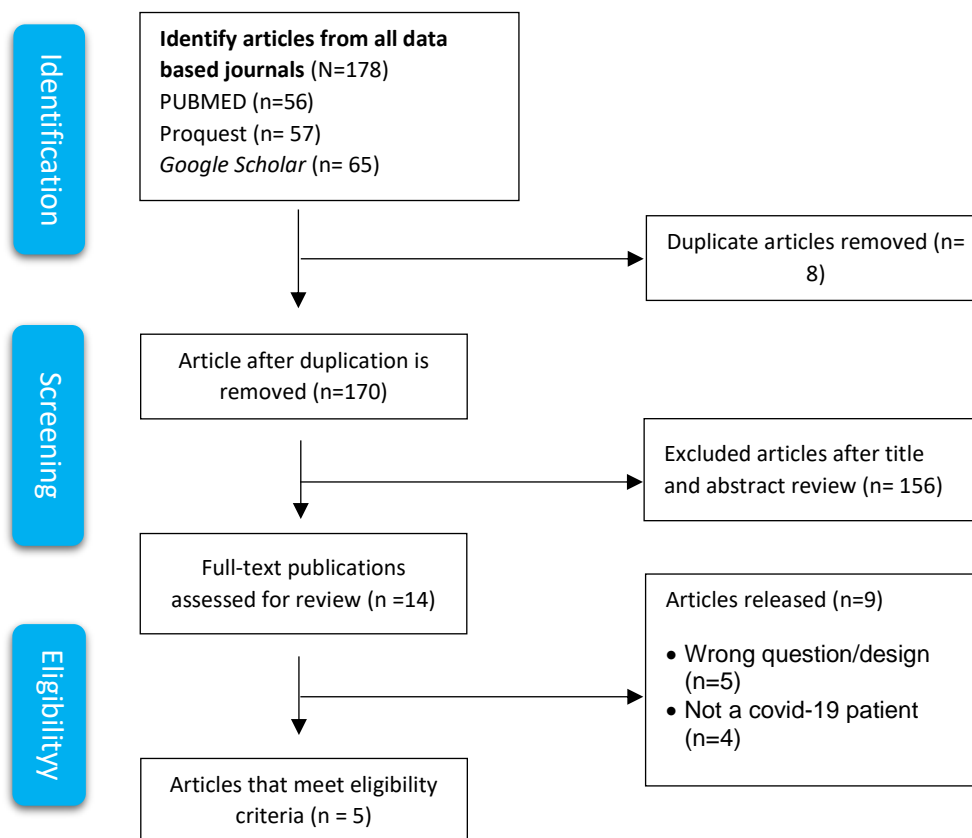 Identification
Identify articles from all data
based journals (N=178)
PUBMED (n=56)
Proquest (n= 57)
Google Scholar (n= 65)
Duplicate articles removed (n=
8)
Screening
Article after duplication is
removed (n=170)
Excluded articles after title
and abstract review (n= 156)
Full-text publications
assessed for review (n =14)
Eligibilityy
Articles released (n=9)
• Wrong question/design
(n=5)
• Not a covid-19 patient
(n=4)
Articles that meet eligibility
criteria (n = 5)